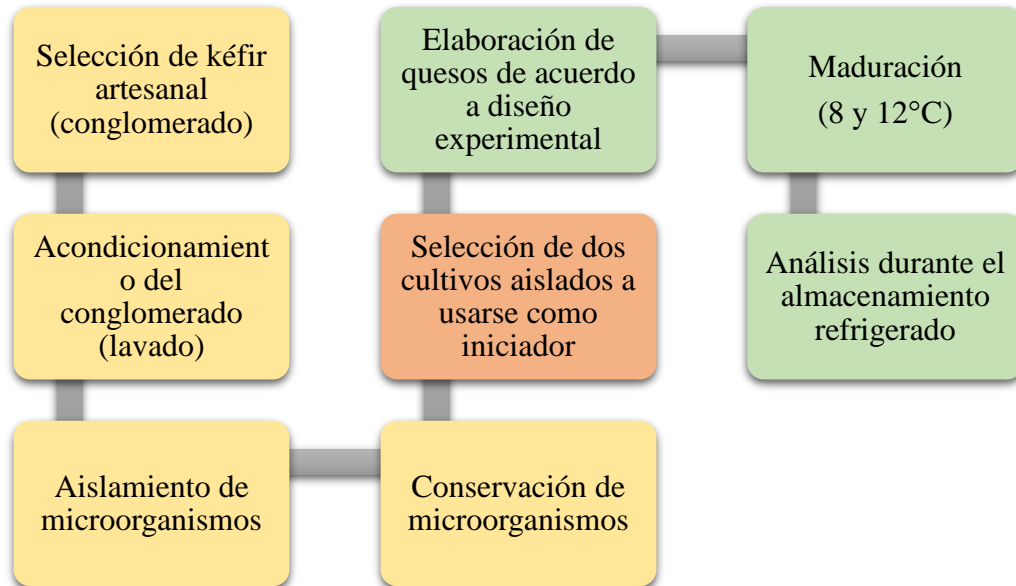 Selección de kéfir
artesanal
(conglomerado)
Acondicionamient
o del
conglomerado
(lavado)
Aislamiento de
microorganismos
Conservación de
microorganismos
Selección de dos
cultivos aislados a
usarse como
iniciador
Elaboración de
quesos de acuerdo
a diseño
experimental
Maduración
(8 y 12°C)
Análisis durante el
almacenamiento
refrigerado